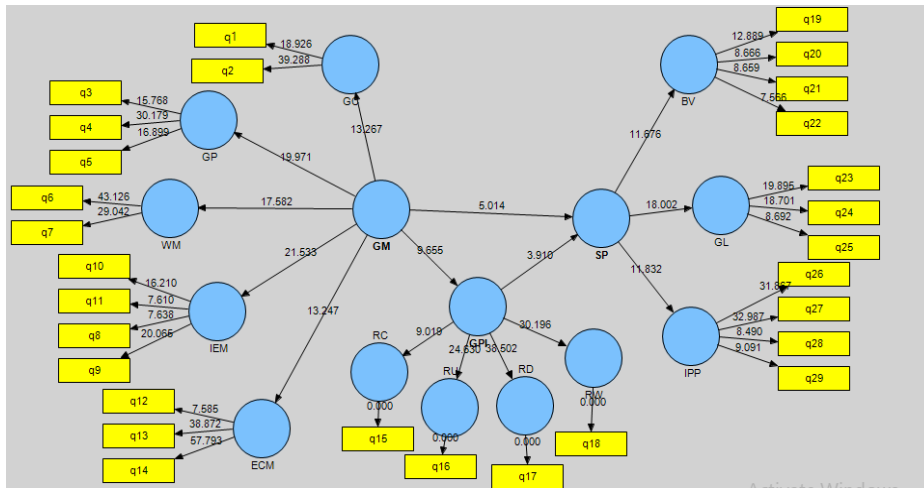 q1
18.926
q2
39.288
GC
q3
15.768
q4
30.179
q5
16.899
GP
13.267
19.971
q6
43.126
q7
29.042
WM
17.582
GM
21.533
13.247
9.655
5.014
q10
16.210
q11
7.610
q8
7.638
q9
20.065
IEM
q12
7.585
q13
38.872
q14
57.793
ECM
GPL
3.910
9.019
24.630
38.502
30.196
RC
RU
RD
RW
0.000
0.000
0.000
0.000
q15
q16
q17
q18
SP
11.676
18.002
11.832
BV
12.889
q19
8.666
q20
8.659
q21
7.566
q22
GL
19.895
q23
18.701
q24
8.692
q25
IPP
31.867
q26
32.987
q27
8.490
q28
9.091
q29